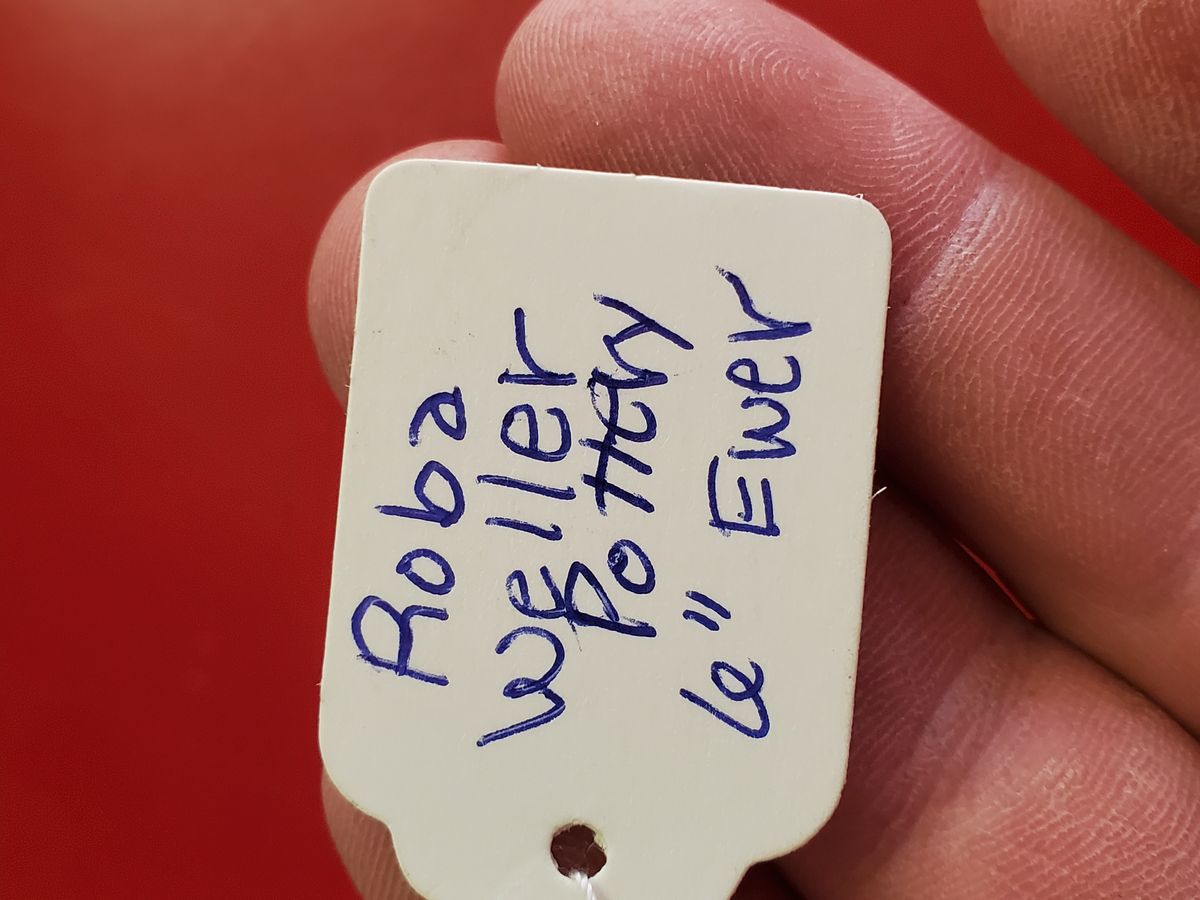 Roba
Weller
Pottery
6" Ewer